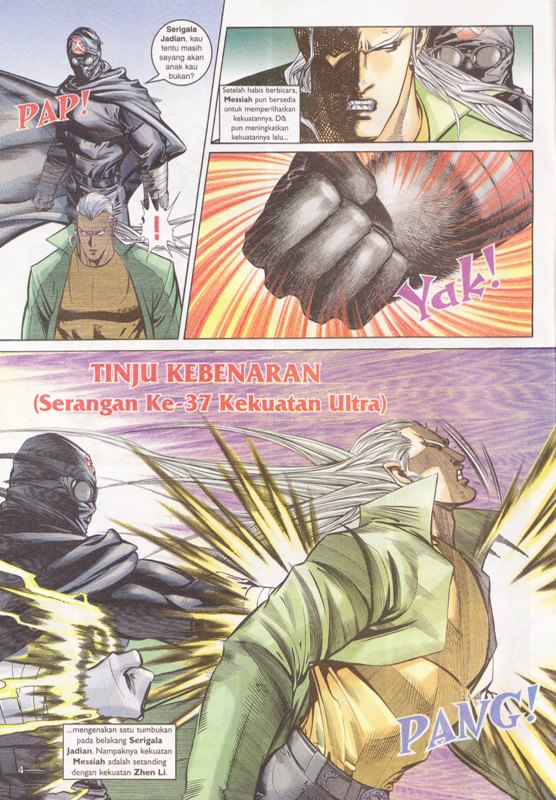 Serigala
Jadian, kau
tentu masih
sayang akan
anak kau
bukan?
PAP!
!
Setelah habis berbicara,
Messiah pun bersedia
untuk memperlihatkan
kekuatannya. Dia
pun meningkatkan
kekuatannya lalu...
Yak!
TINJU KEBENARAN
(Serangan Ke-37 Kekuatan Ultra)
PANG!
...mengenakan satu tumbukan
pada belakang Serigala
Jadian. Nampaknya kekuatan
Messiah adalah setanding
dengan kekuatan Zhen Li.
4